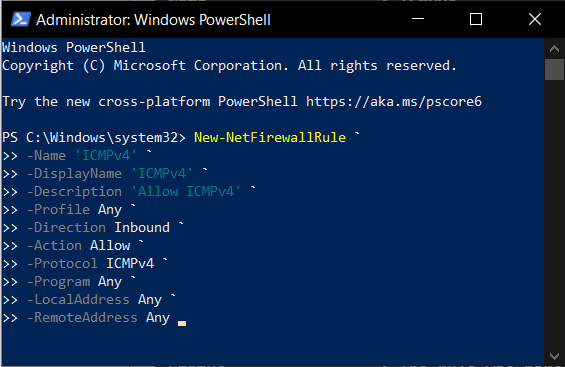 Administrator: Windows PowerShell
Windows PowerShell
Copyright (C) Microsoft Corporation. All rights reserved.
Try the new cross-platform PowerShell https://aka.ms/pscore6
PS C:\Windows\system32> New-NetFirewallRule `
>> -Name 'ICMPv4' `
>> -DisplayName 'ICMPv4' `
>> -Description 'Allow ICMPv4' `
>> -Profile Any `
>> -Direction Inbound `
>> -Action Allow `
>> -Protocol ICMPv4 `
>> -Program Any `
>> -LocalAddress Any `
>> -RemoteAddress Any